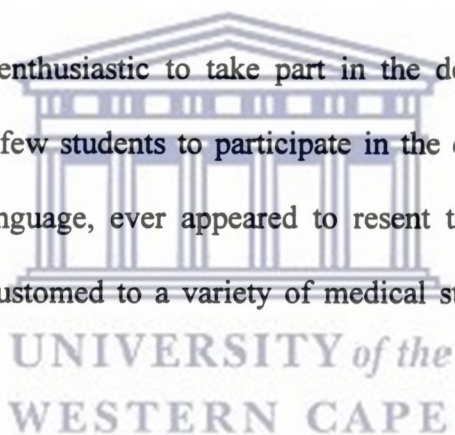 enthusiastic to take part in the de
few students to participate in the
nguage, ever appeared to resent t
ustomed to a variety of medical st
UNIVERSITY of the
WESTERN CAPE